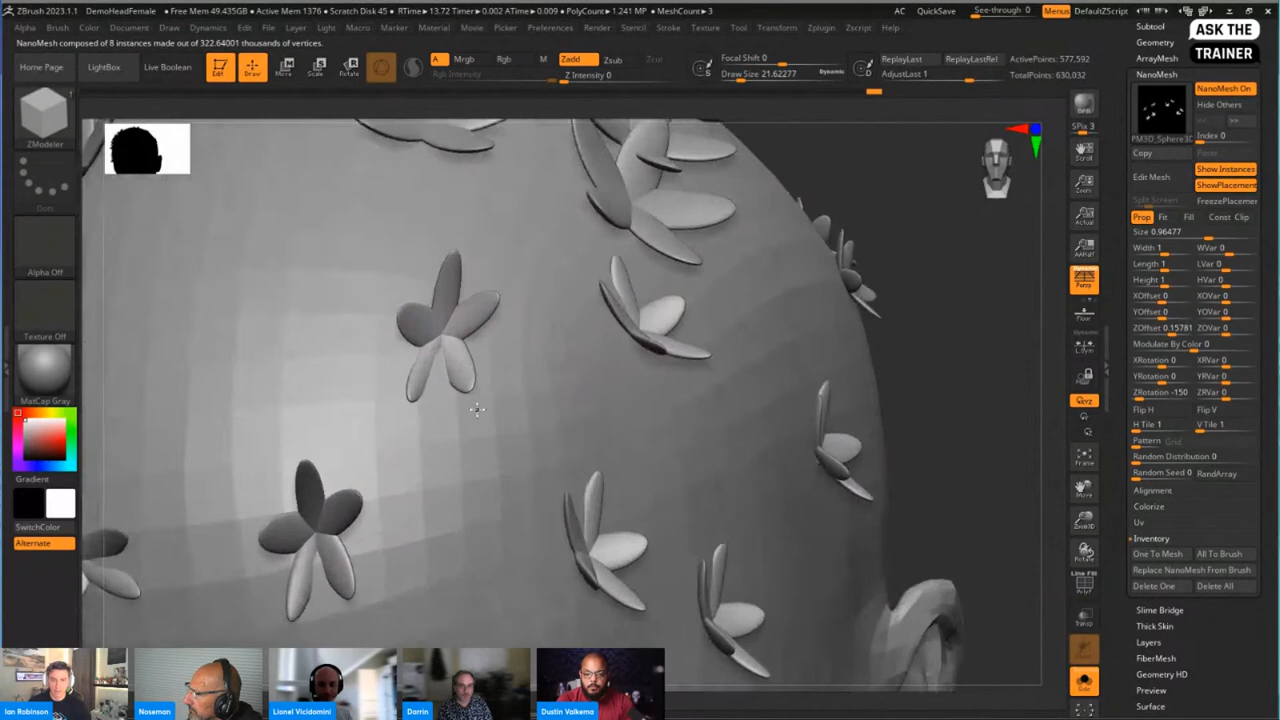 ZBrush 2023.1.1 DemoHeadFemale • Free Mem 49.435GB • Active Mem 1376 • Scratch Disk 45 • RTime▸13.72 Timer▸0.002 ATime▸0.009 • PolyCount▸1.241 MP • MeshCount▸3 AC QuickSave See-through 0 Menus DefaultZScript
Alpha Brush Color Document Draw Dynamics Edit File Layer Light Macro Marker Material Movie Picker Preferences Render Stencil Stroke Texture Tool Transform Zplugin Zscript Help
NanoMesh composed of 8 instances made out of 322.64001 thousands of vertices.
Home Page LightBox Live Boolean Edit Draw Move Scale Rotate
A Mrgb Rgb M Zadd Zsub
Rgb Intensity Z Intensity 0
Focal Shift 0
Draw Size 21.62277 Dynamic
ReplayLast ReplayLastRel
AdjustLast 1
ActivePoints: 577,592
TotalPoints: 630,032
ASK THE
TRAINER
ZModeler
1
Dots
Alpha Off
Texture Off
MatCap Gray
Gradient
SwitchColor
Alternate
BPR
SPix 3
Scroll
Zoom
Actual
AAHalf
Persp
Floor
L.Sym
Frame
Move
Zoom3D
Rotate
Line Fill
PolyF
Transp
Solo
Subtool
Geometry
ArrayMesh
NanoMesh
NanoMesh On
Hide Others
<< >>
Index 0
PM3D_Sphere3D
Copy
Edit Mesh
Show Instances
ShowPlacement
Split Screen FreezePlacemen
Prop Fit Fill Const Clip
Size 0.96477
Width 1 WVar 0
Length 1 LVar 0
Height 1 HVar 0
XOffset 0 XOVar 0
YOffset 0 YOVar 0
ZOffset 0.15781 ZOVar 0
Modulate By Color 0
XRotation 0 XRVar 0
YRotation 0 YRVar 0
ZRotation -150 ZRVar 0
Flip H Flip V
H Tile 1 V Tile 1
Pattern Grid
Random Distribution 0
Random Seed 0 RandArray
Alignment
Colorize
Uv
Inventory
One To Mesh All To Brush
Replace NanoMesh From Brush
Delete One Delete All
Slime Bridge
Thick Skin
Layers
FiberMesh
Geometry HD
Preview
Surface
Ian Robinson Noseman Lionel Vicidomini Darrin Dustin Valkema